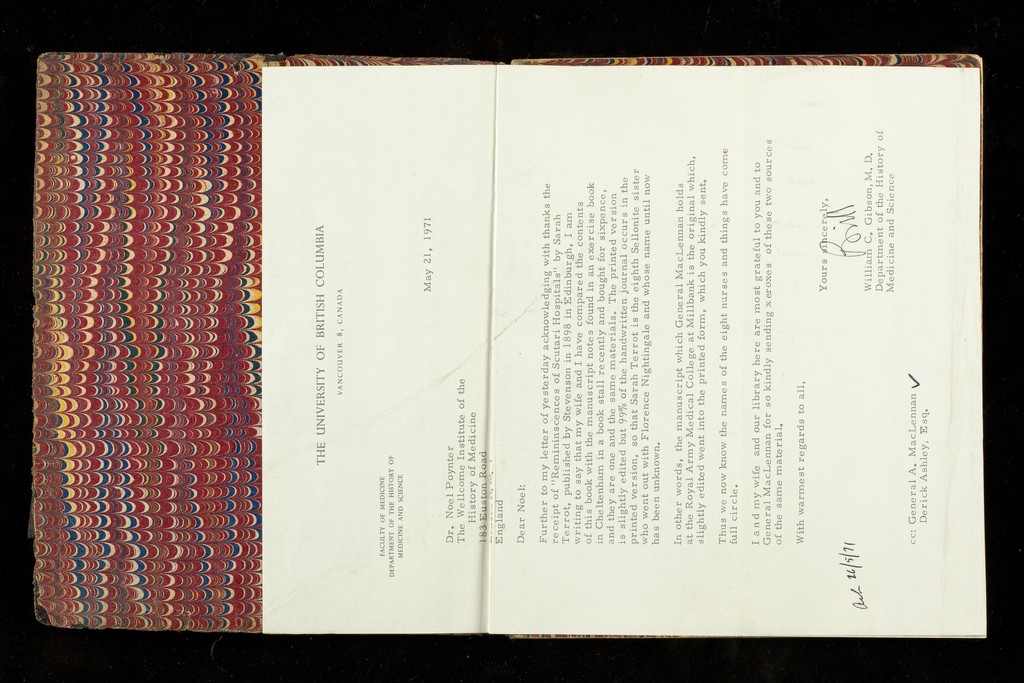 THE UNIVERSITY OF BRITISH COLUMBIA
VANCOUVER 8, CANADA
FACULTY OF MEDICINE
DEPARTMENT OF THE HISTORY OF
MEDICINE AND SCIENCE
May 21, 1971
Dr. Noel Poynter
The Wellcome Institute of the
History of Medicine
183 Euston Road
England
Dear Noel:
Further to my letter of yesterday acknowledging with thanks the
receipt of "Remininscences of Scutari Hospitals" by Sarah
Terrot, published by Stevenson in 1898 in Edinburgh, I am
writing to say that my wife and I have compared the contents
of this book with the manuscript notes found in an exercise book
in Cheltenham in a book stall recently and bought for sixpence,
and they are one and the same materials. The printed version
is slightly edited but 99% of the handwritten journal occurs in the
printed version, so that Sarah Terrot is the eighth Sellonite sister
who went out with Florence Nightingale and whose name until now
has been unknown.
In other words, the manuscript which General MacLennan holds
at the Royal Army Medical College at Millbank is the original which,
slightly edited went into the printed form, which you kindly sent.
Thus we now know the names of the eight nurses and things have come
full circle.
I and my wife and our library here are most grateful to you and to
General MacLennan for so kindly sending xeroxes of these two sources
of the same material.
With warmest regards to all,
Yours sincerely,
Bill
William C. Gibson, M. D.
Department of the History of
Medicine and Science
26/5/71
cc: General A. MacLennan ✓
Derick Ashley, Esq.